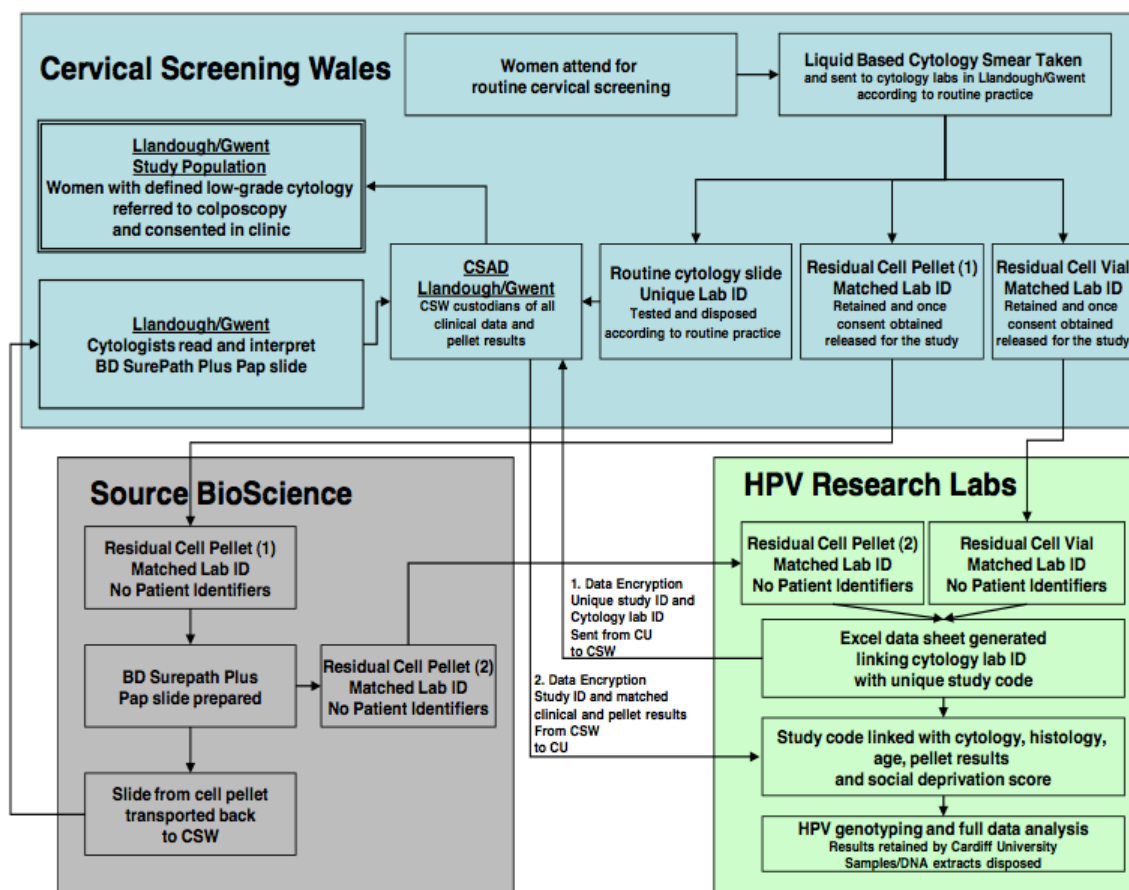 Cervical Screening Wales
Women attend for
routine cervical screening
Liquid Based Cytology Smear Taken
and sent to cytology labs in Llandough/Gwent
according to routine practice
Llandough/Gwent
Study Population
Women with defined low-grade cytology
referred to colposcopy
and consented in clinic
CSAD
Llandough/Gwent
CSW custodians of all
clinical data and
pellet results
Routine cytology slide
Unique Lab ID
Tested and disposed
according to routine practice
Residual Cell Pellet (1)
Matched Lab ID
Retained and once
consent obtained
released for the study
Residual Cell Vial
Matched Lab ID
Retained and once
consent obtained
released for the study
Llandough/Gwent
Cytologists read and interpret
BD SurePath Plus Pap slide
Source BioScience
Residual Cell Pellet (1)
Matched Lab ID
No Patient Identifiers
BD Surepath Plus
Pap slide prepared
Residual Cell Pellet (2)
Matched Lab ID
No Patient Identifiers
Slide from cell pellet
transported back
to CSW
1. Data Encryption
Unique study ID and
Cytology lab ID
Sent from CU
to CSW
2. Data Encryption
Study ID and matched
clinical and pellet results
From CSW
to CU
HPV Research Labs
Residual Cell Pellet (2)
Matched Lab ID
No Patient Identifiers
Residual Cell Vial
Matched Lab ID
No Patient Identifiers
Excel data sheet generated
linking cytology lab ID
with unique study code
Study code linked with cytology, histology,
age, pellet results
and social deprivation score
HPV genotyping and full data analysis
Results retained by Cardiff University
Samples/DNA extracts disposed